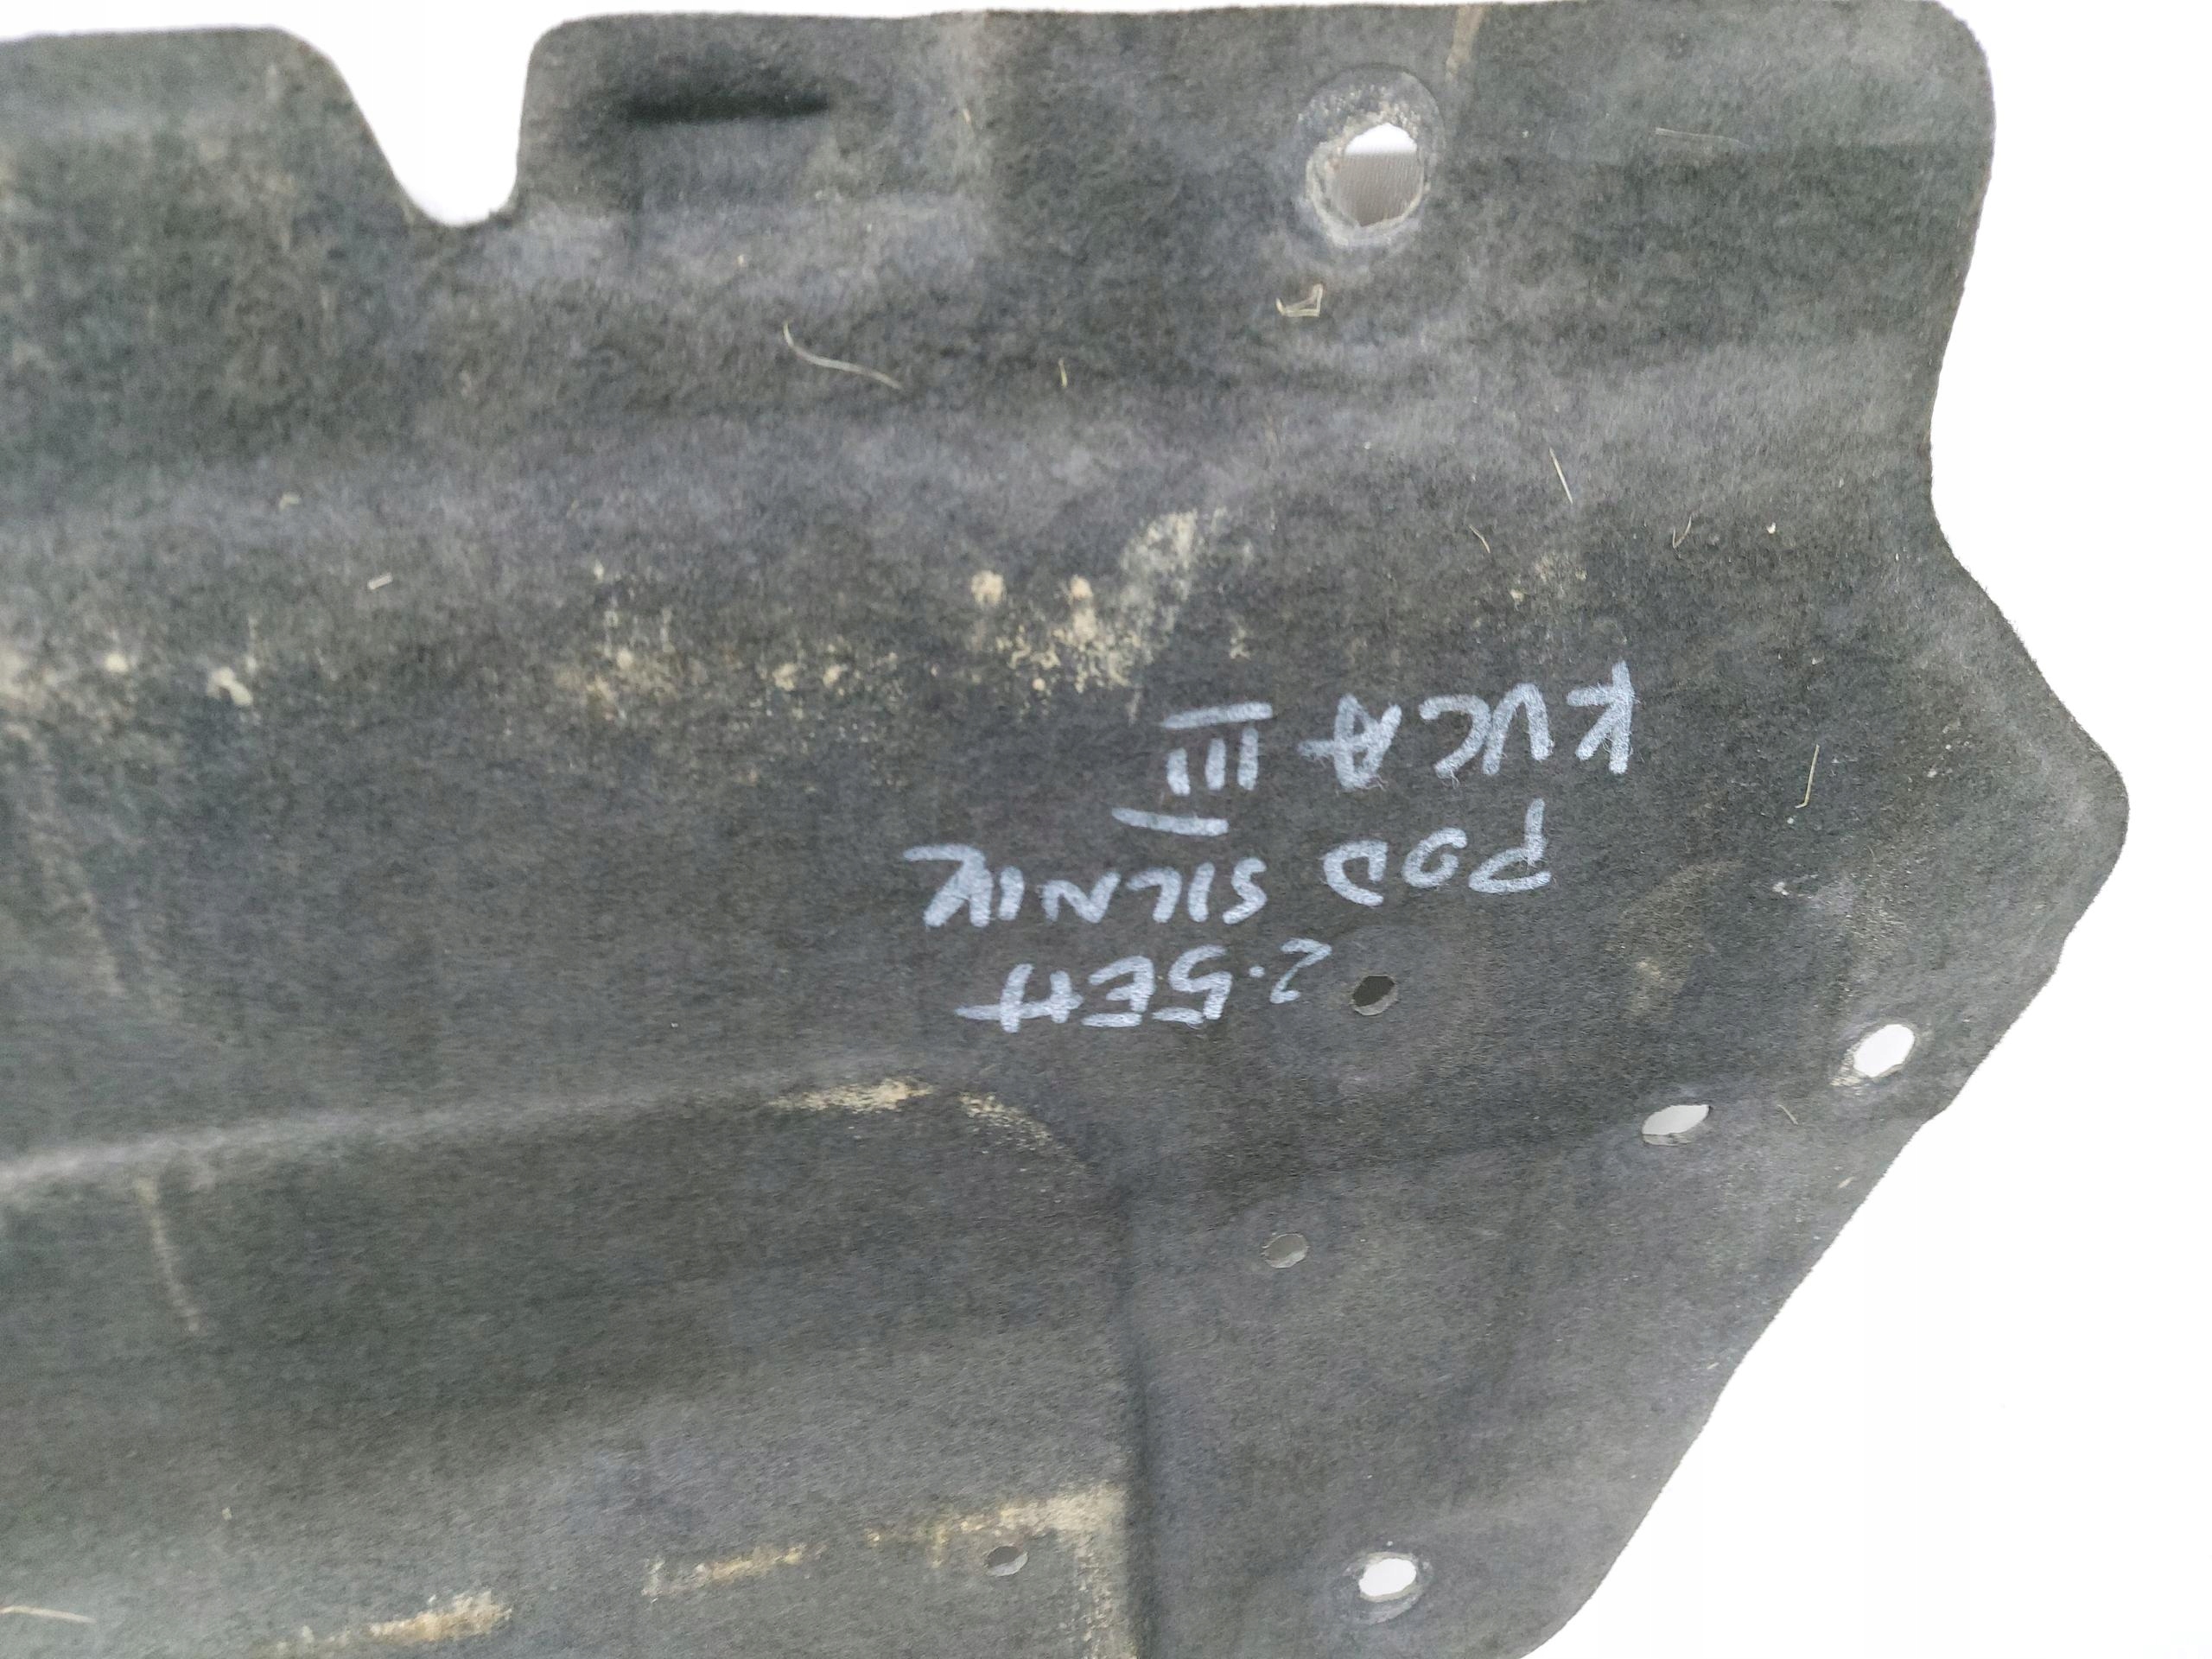 2.5EH
POD SILNIK
KUGA III